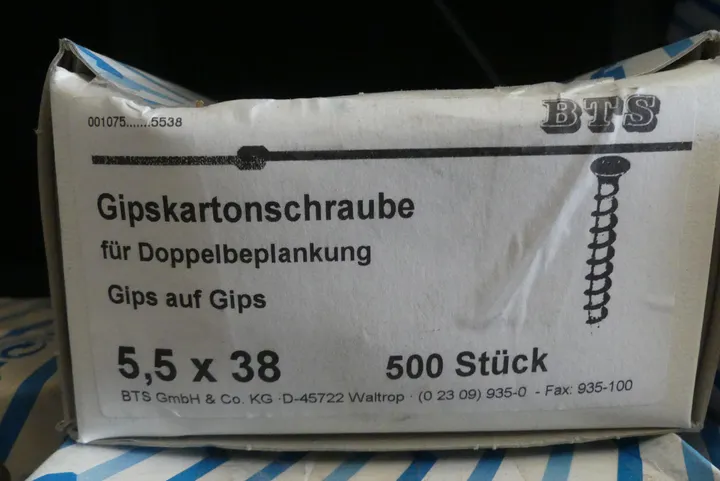 001075.......5538
BTS
Gipskartonschraube
für Doppelbeplankung
Gips auf Gips
5,5 x 38 500 Stück
BTS GmbH & Co. KG ·D-45722 Waltrop · (0 23 09) 935-0 - Fax: 935-100